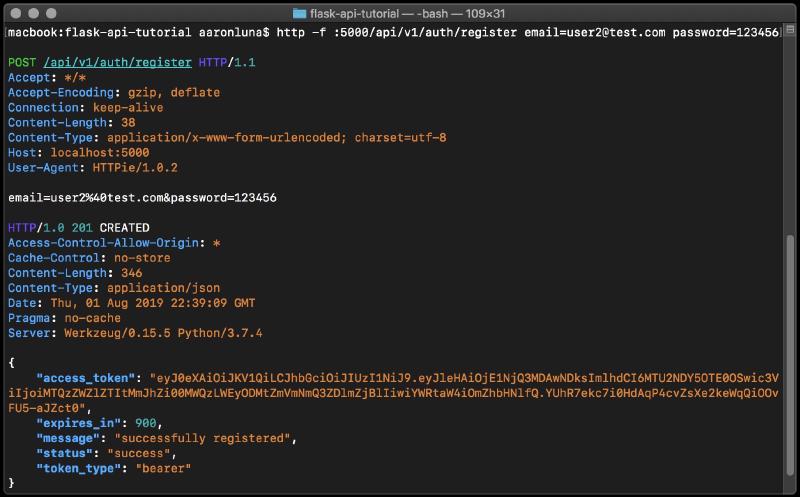 flask-api-tutorial — -bash — 109×31
[macbook:flask-api-tutorial aaronluna$ http -f :5000/api/v1/auth/register email=user2@test.com password=123456]
POST /api/v1/auth/register HTTP/1.1
Accept: */*
Accept-Encoding: gzip, deflate
Connection: keep-alive
Content-Length: 38
Content-Type: application/x-www-form-urlencoded; charset=utf-8
Host: localhost:5000
User-Agent: HTTPie/1.0.2
email=user2%40test.com&password=123456
HTTP/1.0 201 CREATED
Access-Control-Allow-Origin: *
Cache-Control: no-store
Content-Length: 346
Content-Type: application/json
Date: Thu, 01 Aug 2019 22:39:09 GMT
Pragma: no-cache
Server: Werkzeug/0.15.5 Python/3.7.4
{
    "access_token": "eyJ0eXAiOiJKV1QiLCJhbGciOiJIUzI1NiJ9.eyJleHAiOjE1NjQ3MDAwNDksImlhdCI6MTU2NDY5OTE0OSwic3V
iIjoiMTQzZWZlZTItMmJhZi00MWQzLWEyODMtZmVmNmQ3ZDlmZjBlIiwiYWRtaW4iOmZhbHNlfQ.YUhR7ekc7i0HdAqP4cvZsXe2keWqQiOOv
FU5-aJZct0",
    "expires_in": 900,
    "message": "successfully registered",
    "status": "success",
    "token_type": "bearer"
}